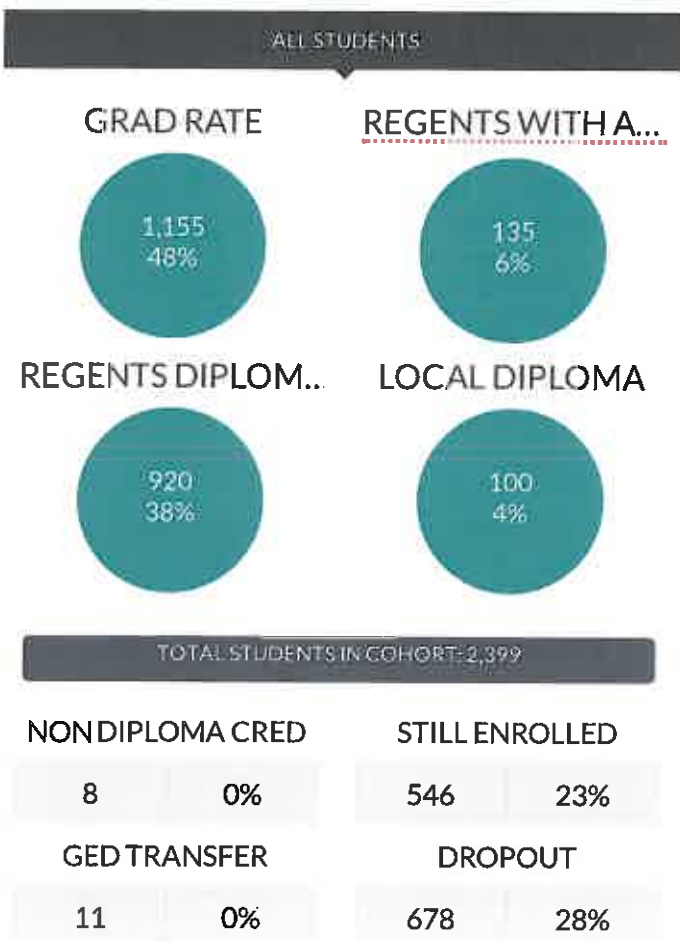 ALL STUDENTS
GRAD RATE
1,155
48%
REGENTS WITH A...
135
6%
REGENTS DIPLOM...
920
38%
LOCAL DIPLOMA
100
4%
TOTAL STUDENTS IN COHORT: 2,399
NON DIPLOMA CRED
8 0%
STILL ENROLLED
546 23%
GED TRANSFER
11 0%
DROPOUT
678 28%